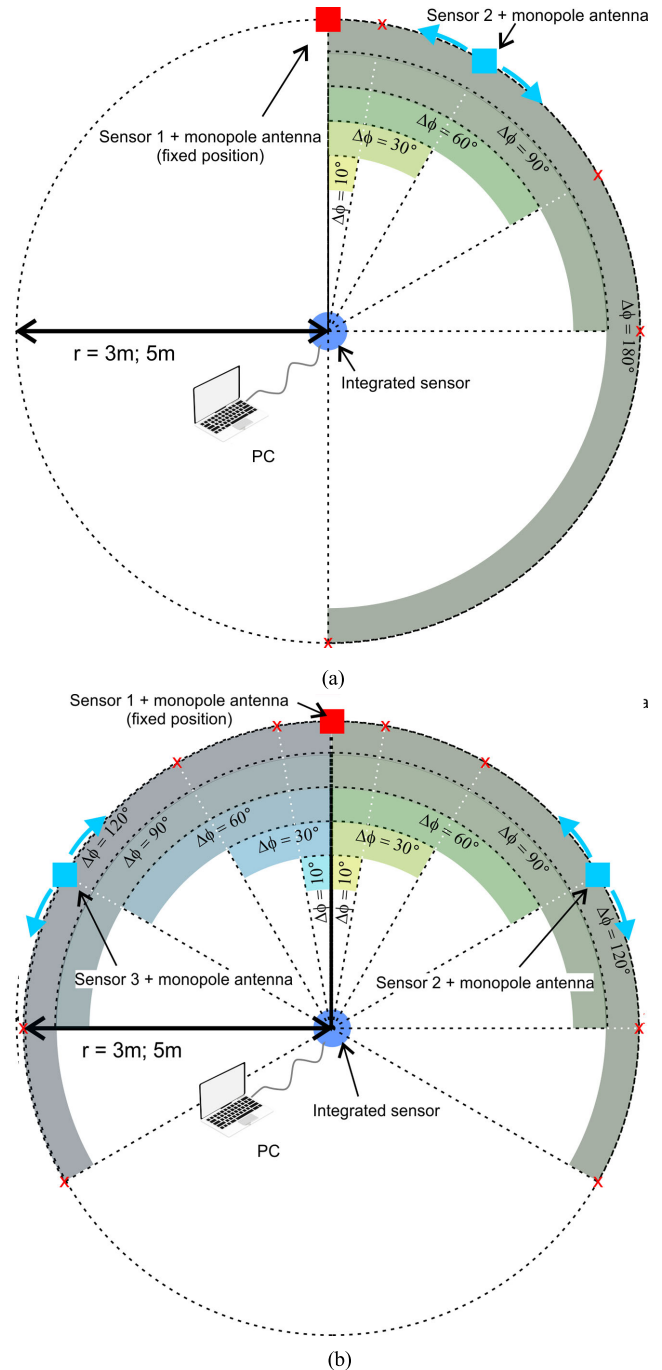 Sensor 2 + monopole antenna
Sensor 1 + monopole antenna
(fixed position)
Δϕ = 10°
Δϕ = 30°
Δϕ = 60°
Δϕ = 90°
Δϕ = 180°
r = 3m; 5m
Integrated sensor
PC
(a)
Sensor 1 + monopole antenna
(fixed position)
a
Δϕ = 120°
Δϕ = 90°
Δϕ = 60°
Δϕ = 30°
Δϕ = 10°
Δϕ = 10°
Δϕ = 30°
Δϕ = 60°
Δϕ = 90°
Δϕ = 120°
Sensor 3 + monopole antenna
Sensor 2 + monopole antenna
r = 3m; 5m
Integrated sensor
PC
(b)